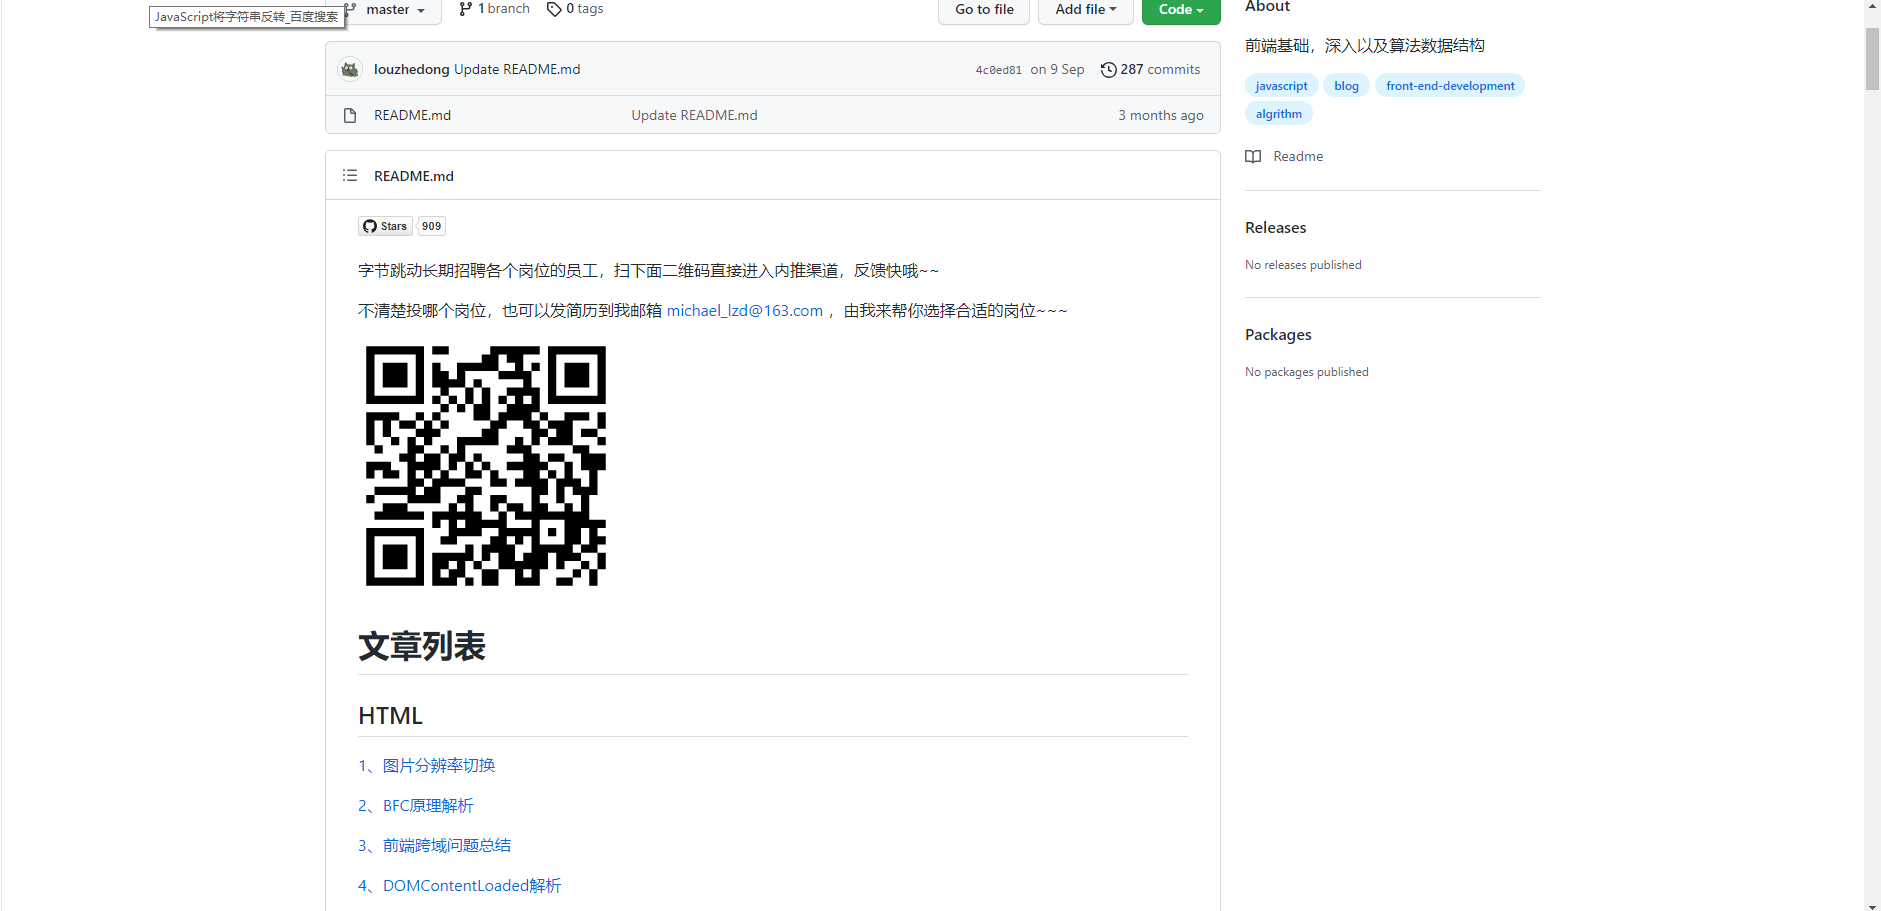 JavaScript将字符串反转_百度搜索
master
1 branch
0 tags
Go to file
Add file
Code
louzhedong Update README.md
4c0ed81 on 9 Sep
287 commits
README.md
Update README.md
3 months ago
README.md
Stars
909
字节跳动长期招聘各个岗位的员工，扫下面二维码直接进入内推渠道，反馈快哦~~
不清楚投哪个岗位，也可以发简历到我邮箱 michael_lzd@163.com ，由我来帮你选择合适的岗位~~~
文章列表
HTML
1、图片分辨率切换
2、BFC原理解析
3、前端跨域问题总结
4、DOMContentLoaded解析
About
前端基础，深入以及算法数据结构
javascript
blog
front-end-development
algrithm
Readme
Releases
No releases published
Packages
No packages published